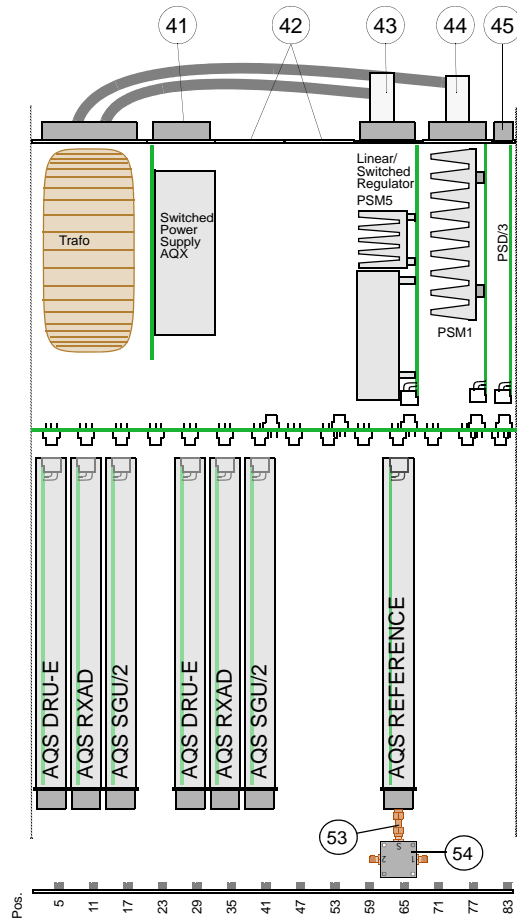 41
42
43
44
45
Trafo
Switched
Power
Supply
AQX
Linear/
Switched
Regulator
PSM5
PSM1
PSD/3
AQS DRU-E
AQS RXAD
AQS SGU/2
AQS DRU-E
AQS RXAD
AQS SGU/2
AQS REFERENCE
53
54
S
2
1
Pos.
5
11
17
23
29
35
41
47
53
59
65
71
77
83